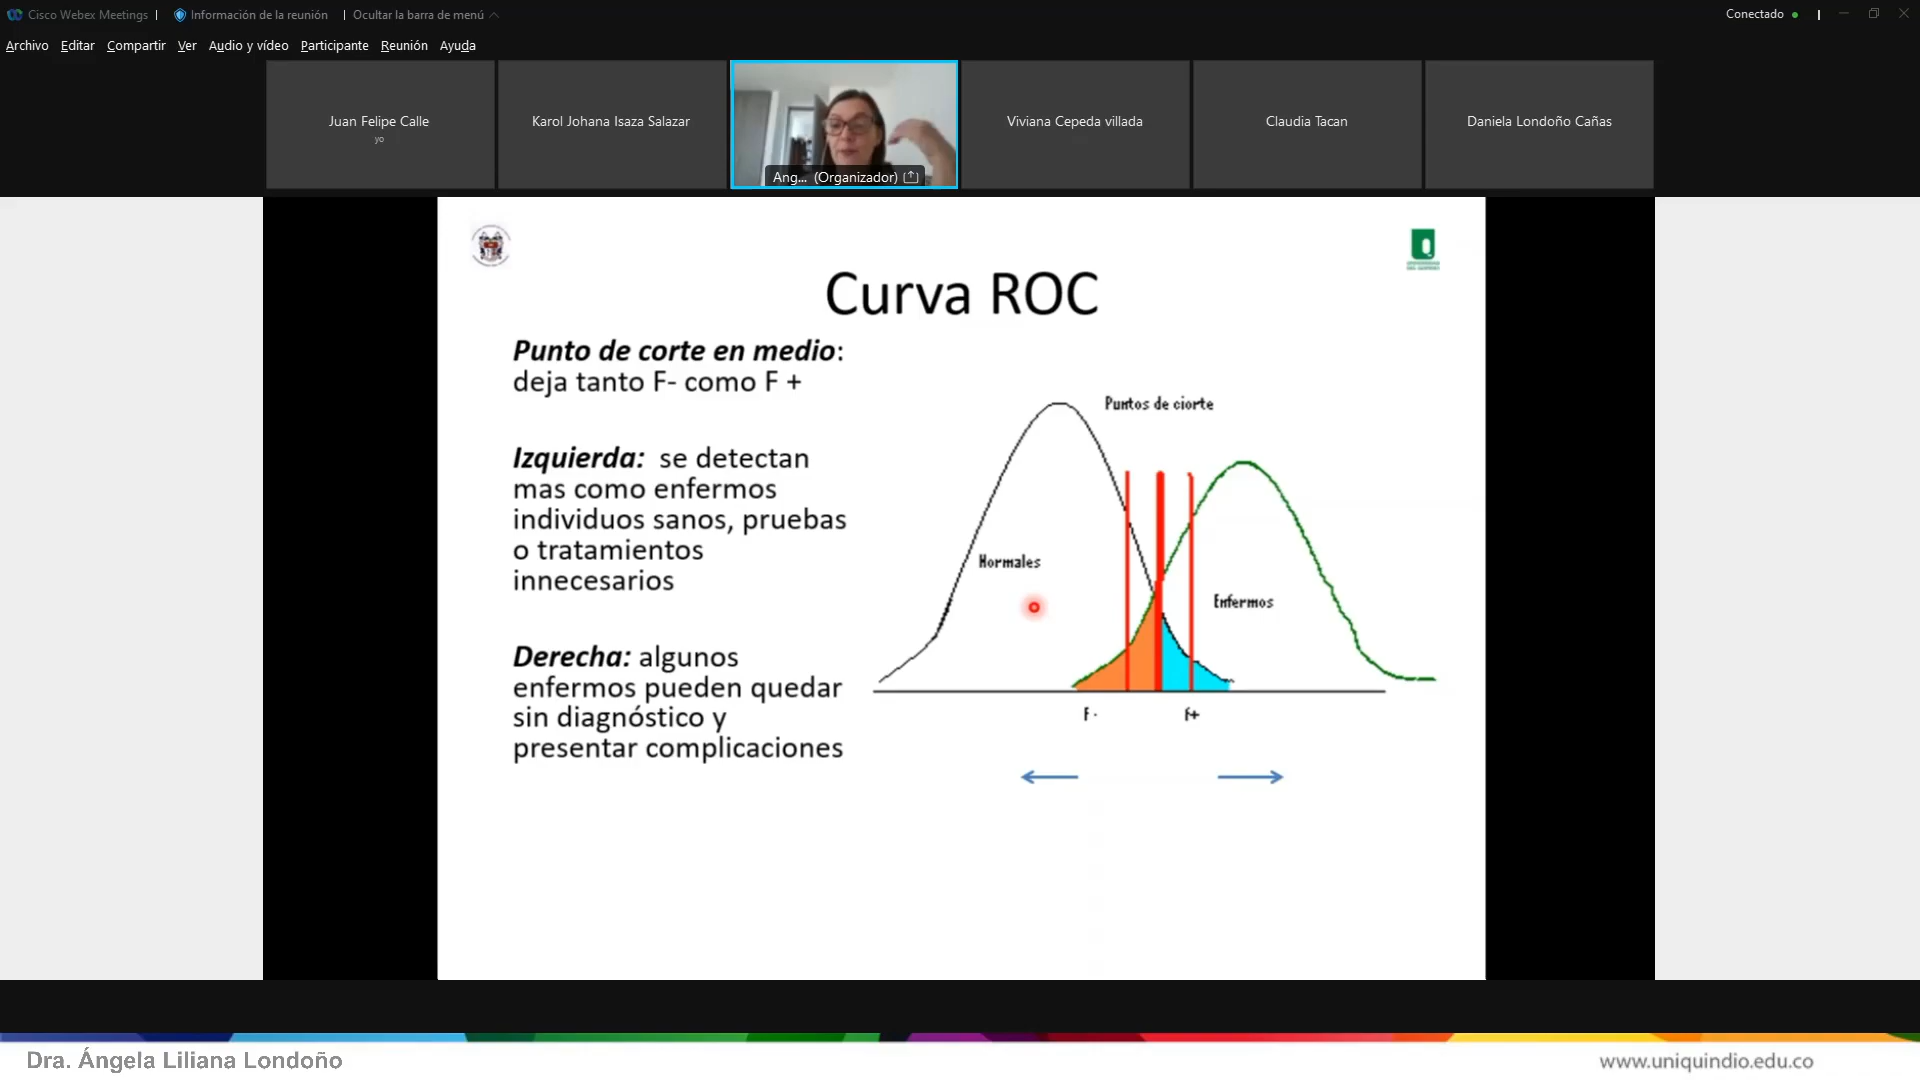 Cisco Webex Meetings | Información de la reunión | Ocultar la barra de menú
Conectado
Archivo Editar Compartir Ver Audio y vídeo Participante Reunión Ayuda
Juan Felipe Calle
yo
Karol Johana Isaza Salazar
Ang... (Organizador)
Viviana Cepeda villada
Claudia Tacan
Daniela Londoño Cañas
Curva ROC
Punto de corte en medio:
deja tanto F- como F +
Izquierda: se detectan
mas como enfermos
individuos sanos, pruebas
o tratamientos
innecesarios
Derecha: algunos
enfermos pueden quedar
sin diagnóstico y
presentar complicaciones
Puntos de ciorte
Normales
Enfermos
F -
F+
Dra. Ángela Liliana Londoño
www.uniquindio.edu.co